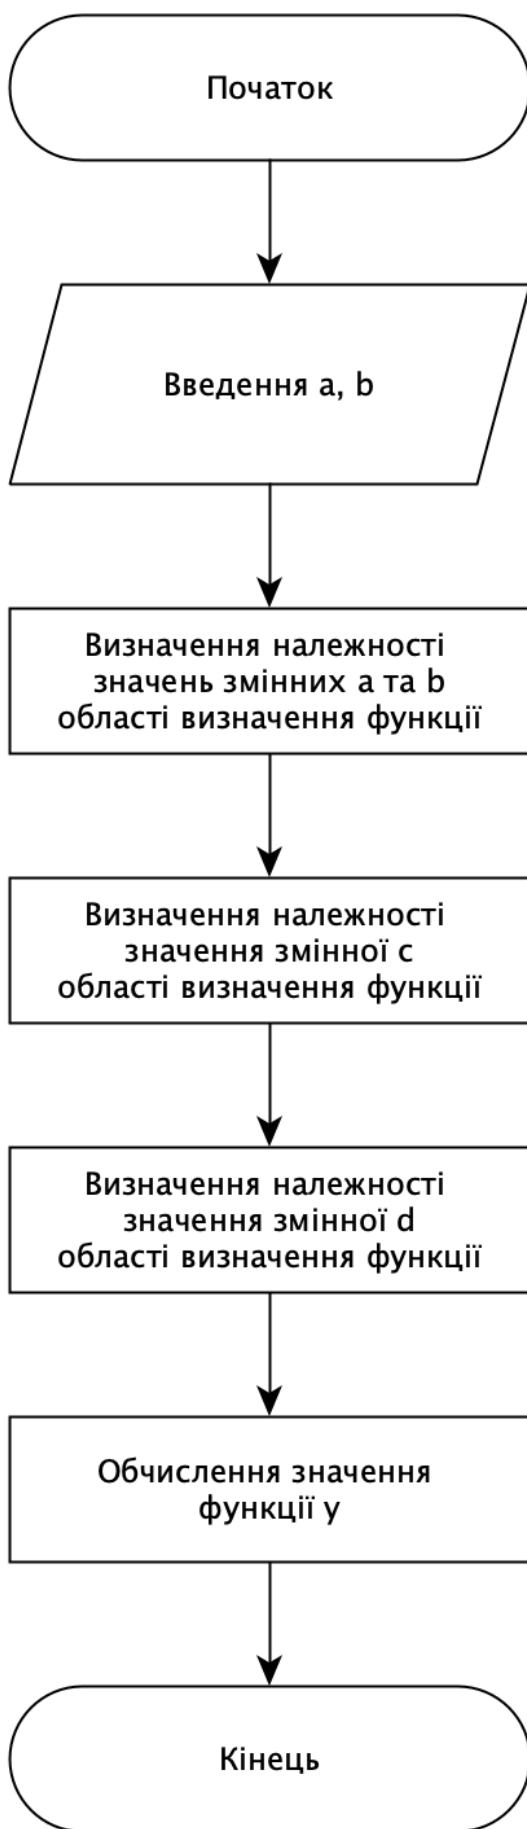 Початок
Введення a, b
Визначення належності
значень змінних a та b
області визначення функції
Визначення належності
значення змінної c
області визначення функції
Визначення належності
значення змінної d
області визначення функції
Обчислення значення
функції y
Кінець